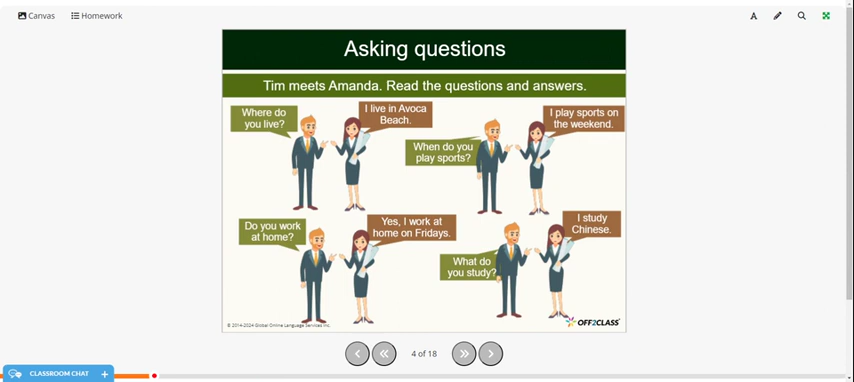 Canvas
Homework
A
Asking questions
Tim meets Amanda. Read the questions and answers.
Where do
you live?
I live in Avoca
Beach.
When do you
play sports?
I play sports on
the weekend.
Do you work
at home?
Yes, I work at
home on Fridays.
What do
you study?
I study
Chinese.
© 2014-2024 Global Online Language Services Inc.
OFF2CLASS
4 of 18
CLASSROOM CHAT +